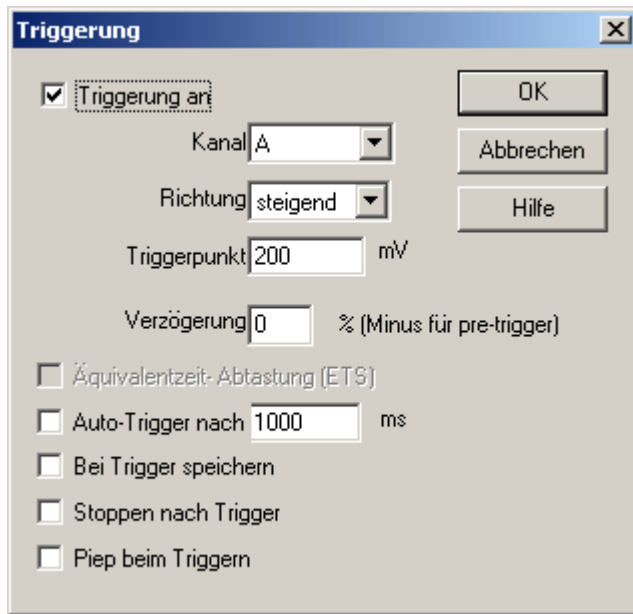 Triggerung
Triggerung an
OK
Kanal A
Abbrechen
Richtung steigend
Hilfe
Triggerpunkt 200 mV
Verzögerung 0 % (Minus für pre-trigger)
Äquivalentzeit- Abtastung (ETS)
Auto-Trigger nach 1000 ms
Bei Trigger speichern
Stoppen nach Trigger
Piep beim Triggern